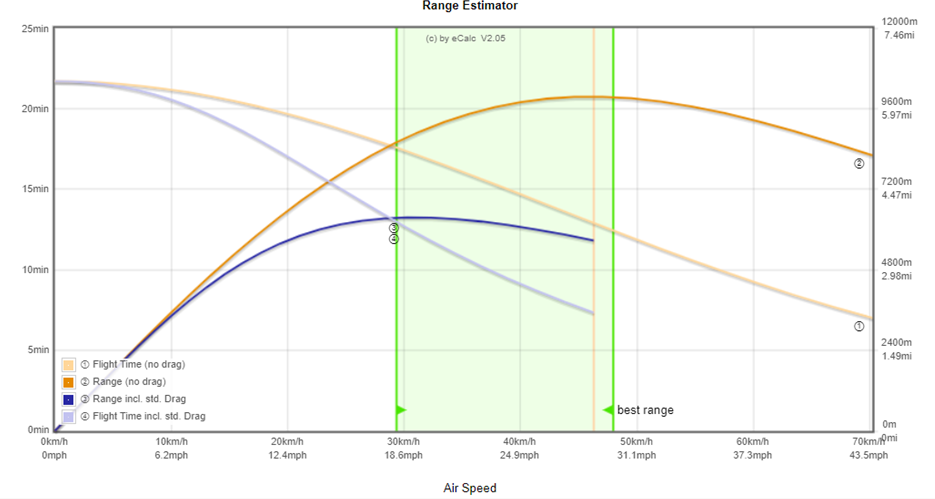 Range Estimator
25min
12000m
7.46mi
(c) by eCalc V2.05
20min
9600m
5.97mi
②
15min
7200m
4.47mi
③
④
10min
4800m
2.98mi
①
5min
2400m
1.49mi
① Flight Time (no drag)
② Range (no drag)
③ Range incl. std. Drag
④ Flight Time incl. std. Drag
best range
0min
0m
0mi
0km/h 10km/h 20km/h 30km/h 40km/h 50km/h 60km/h 70km/h
0mph 6.2mph 12.4mph 18.6mph 24.9mph 31.1mph 37.3mph 43.5mph
Air Speed